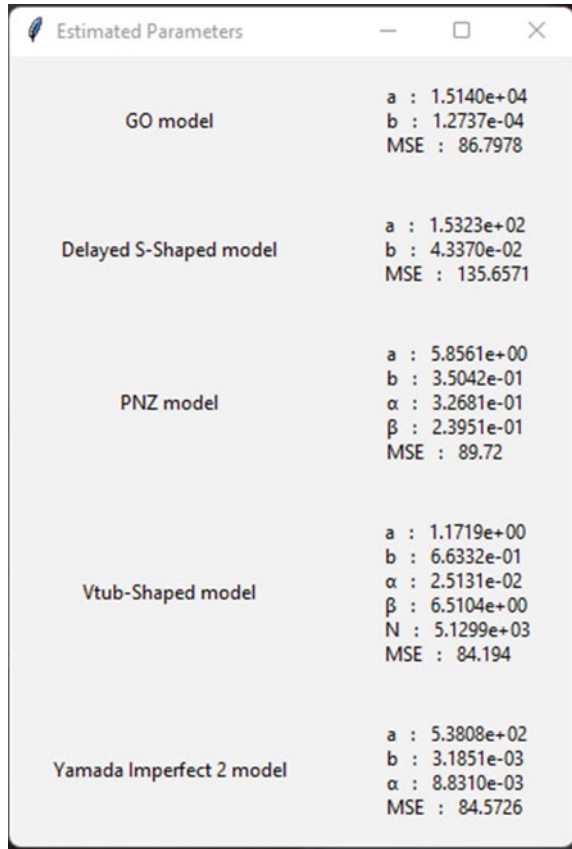 Estimated Parameters
GO model
a : 1.5140e+04
b : 1.2737e-04
MSE : 86.7978
Delayed S-Shaped model
a : 1.5323e+02
b : 4.3370e-02
MSE : 135.6571
PNZ model
a : 5.8561e+00
b : 3.5042e-01
α : 3.2681e-01
β : 2.3951e-01
MSE : 89.72
Vtub-Shaped model
a : 1.1719e+00
b : 6.6332e-01
α : 2.5131e-02
β : 6.5104e+00
N : 5.1299e+03
MSE : 84.194
Yamada Imperfect 2 model
a : 5.3808e+02
b : 3.1851e-03
α : 8.8310e-03
MSE : 84.5726